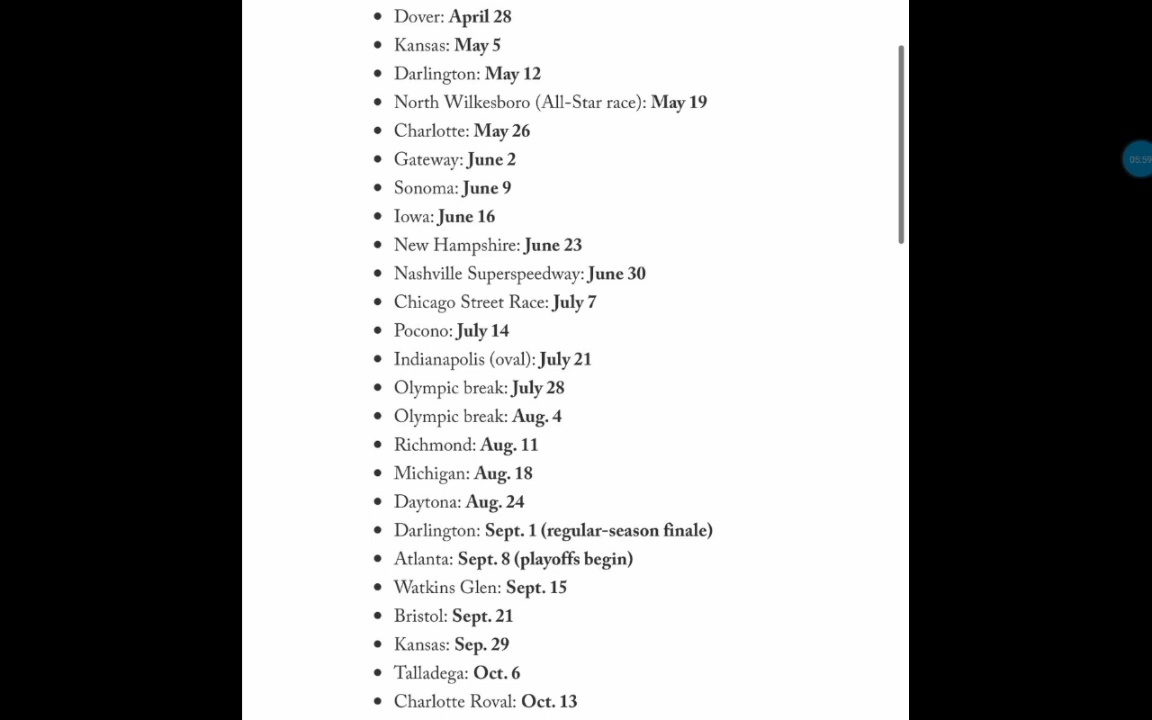 Dover: April 28
Kansas: May 5
Darlington: May 12
North Wilkesboro (All-Star race): May 19
Charlotte: May 26
Gateway: June 2
Sonoma: June 9
Iowa: June 16
New Hampshire: June 23
Nashville Superspeedway: June 30
Chicago Street Race: July 7
Pocono: July 14
Indianapolis (oval): July 21
Olympic break: July 28
Olympic break: Aug. 4
Richmond: Aug. 11
Michigan: Aug. 18
Daytona: Aug. 24
Darlington: Sept. 1 (regular-season finale)
Atlanta: Sept. 8 (playoffs begin)
Watkins Glen: Sept. 15
Bristol: Sept. 21
Kansas: Sep. 29
Talladega: Oct. 6
Charlotte Roval: Oct. 13
05:59